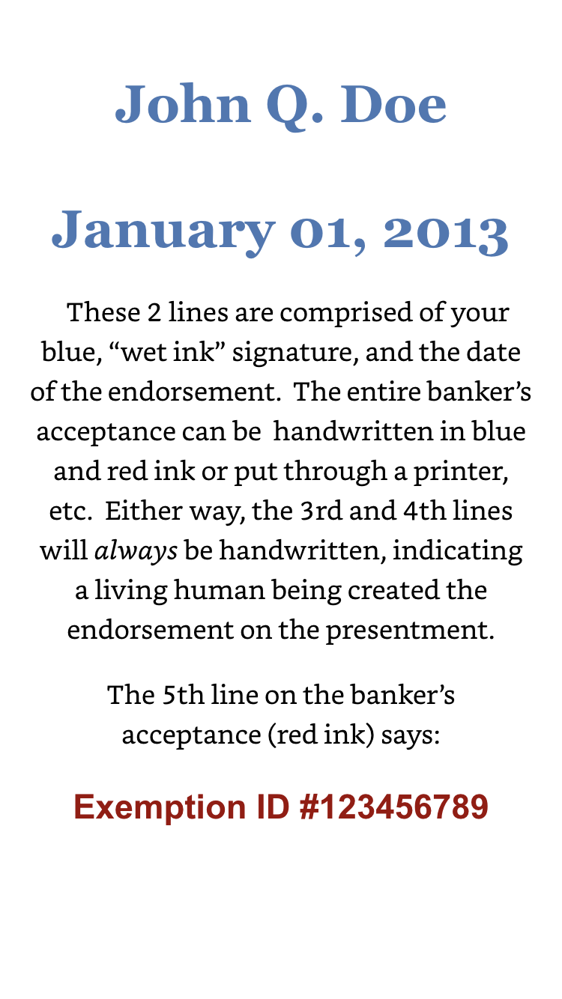 John Q. Doe
January 01, 2013
These 2 lines are comprised of your
blue, “wet ink” signature, and the date
of the endorsement.  The entire banker’s
acceptance can be  handwritten in blue
and red ink or put through a printer,
etc.  Either way, the 3rd and 4th lines
will always be handwritten, indicating
a living human being created the
endorsement on the presentment.
The 5th line on the banker’s
acceptance (red ink) says:
Exemption ID #123456789